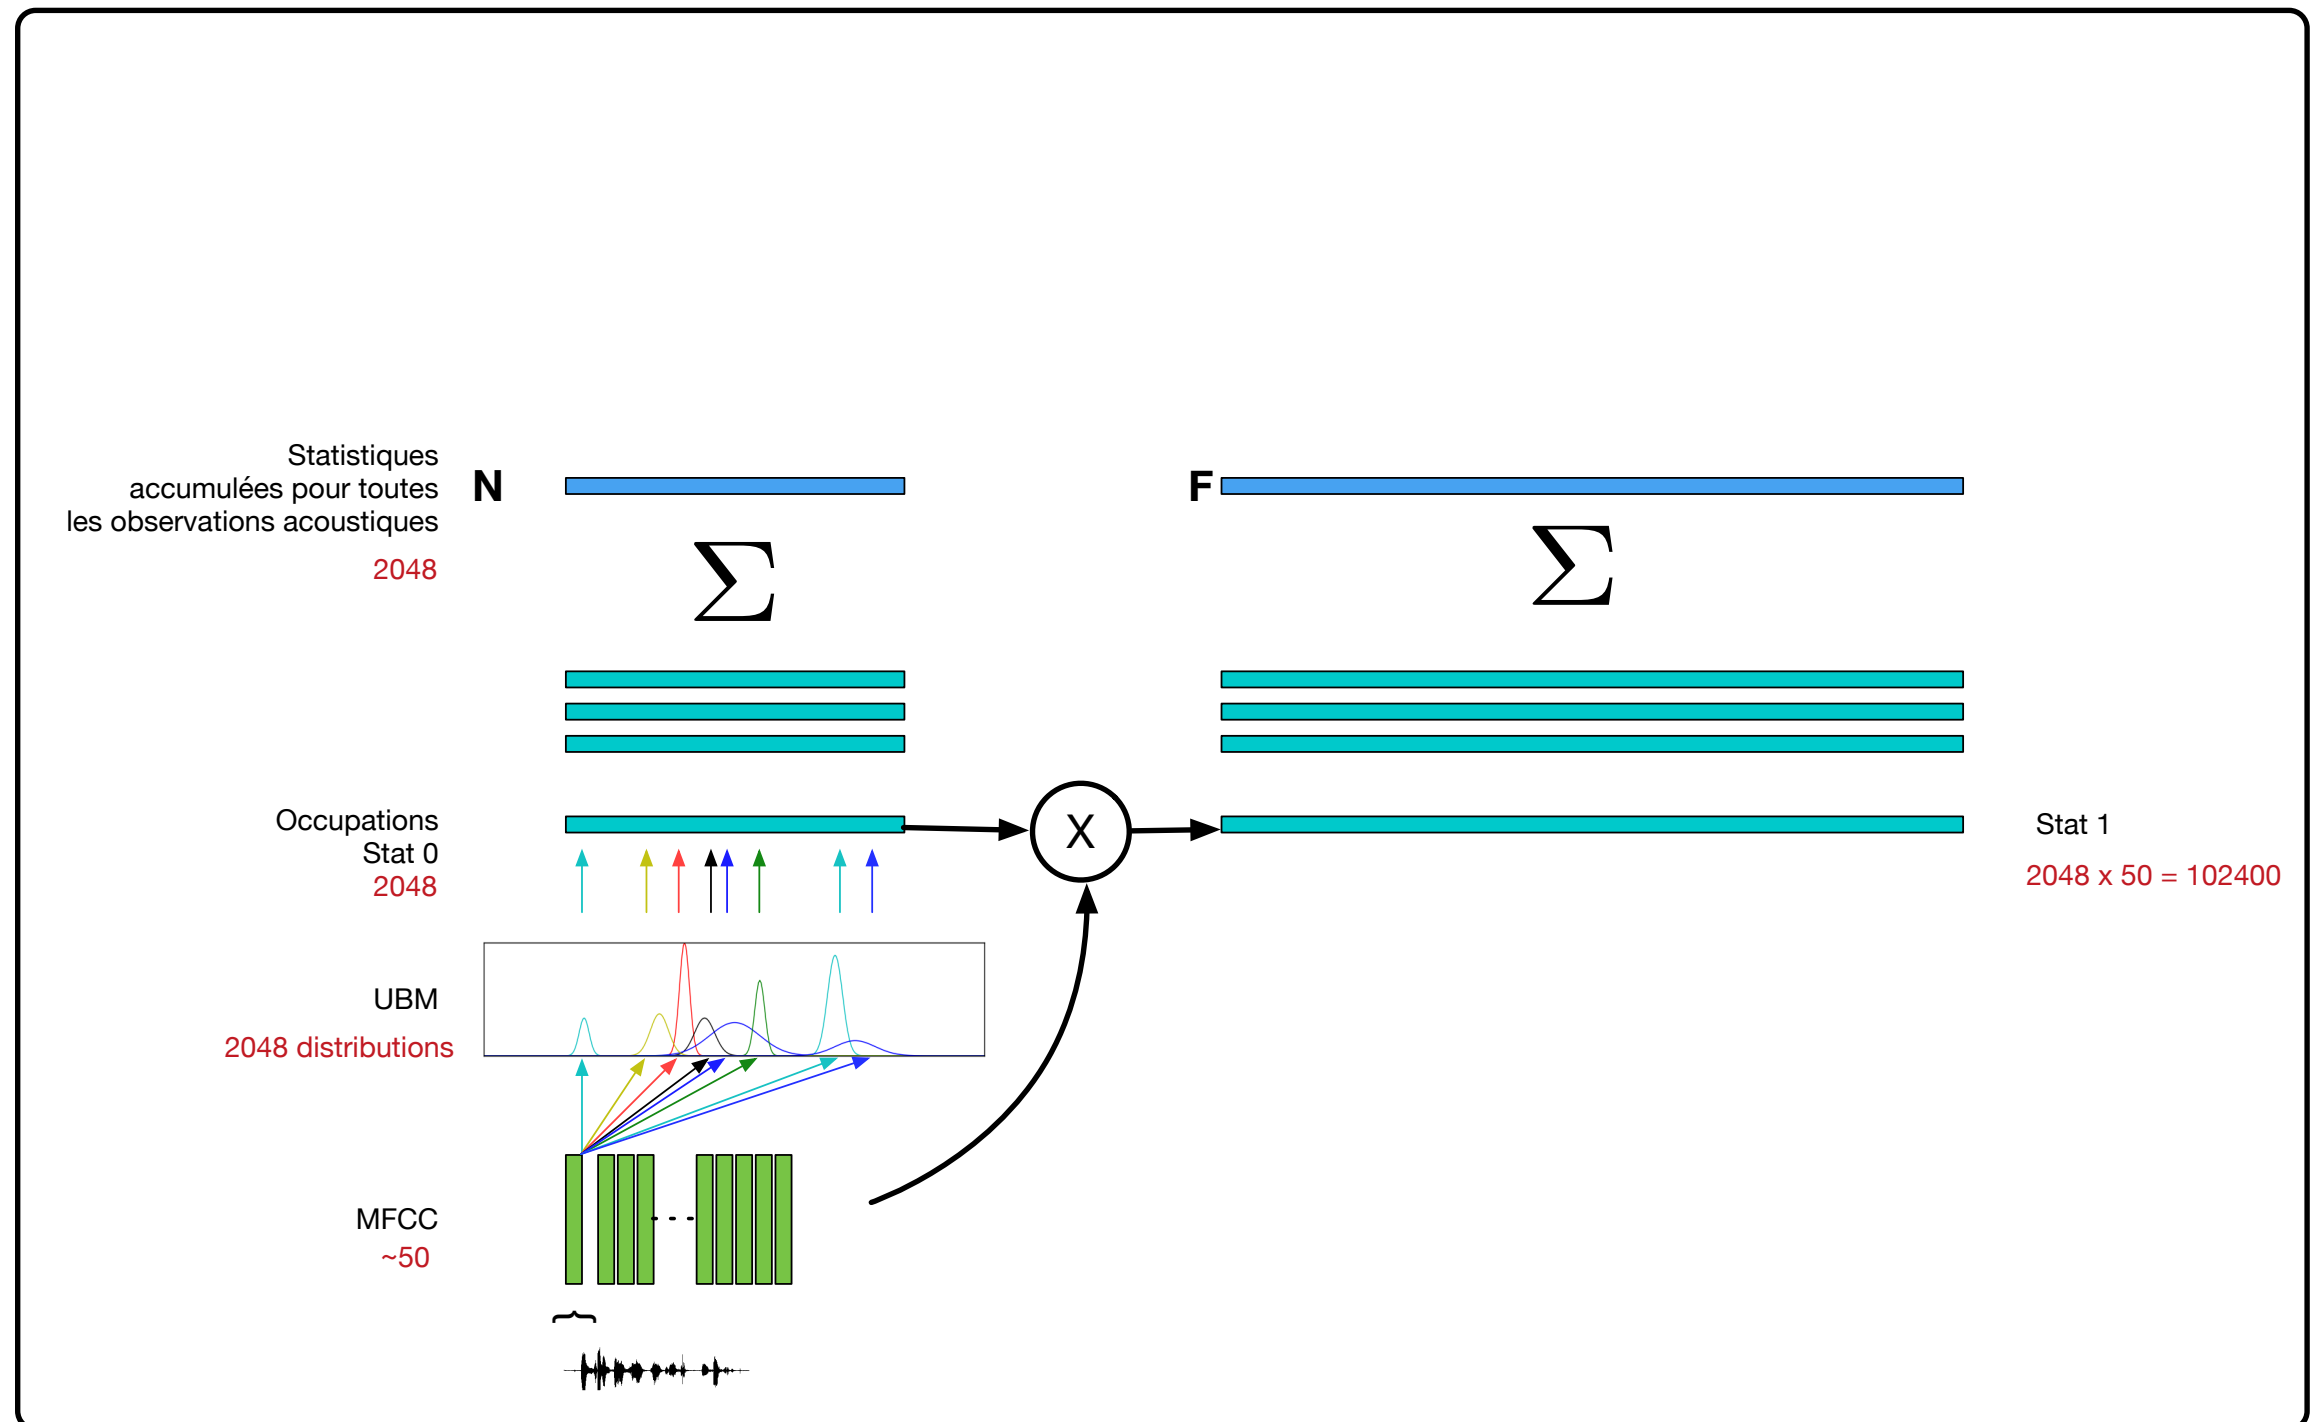 Statistiques
accumulées pour toutes
les observations acoustiques
2048
N
F
Σ
Σ
Occupations
Stat 0
2048
X
Stat 1
2048 x 50 = 102400
UBM
2048 distributions
MFCC
~50